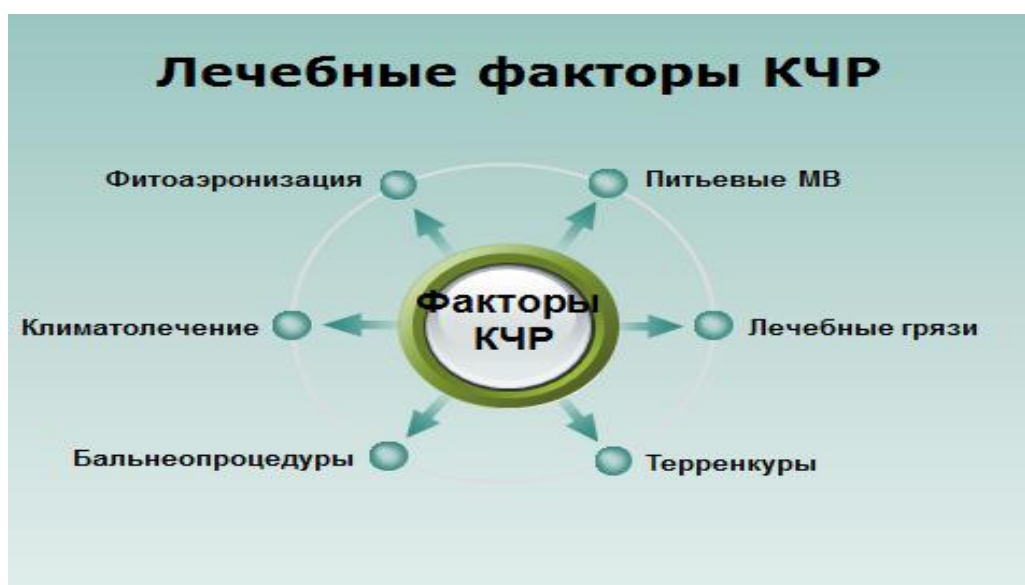 Лечебные факторы КЧР
Фитоаэронизация
Питьевые МВ
Факторы
КЧР
Климатолечение
Лечебные грязи
Бальнеопроцедуры
Терренкуры